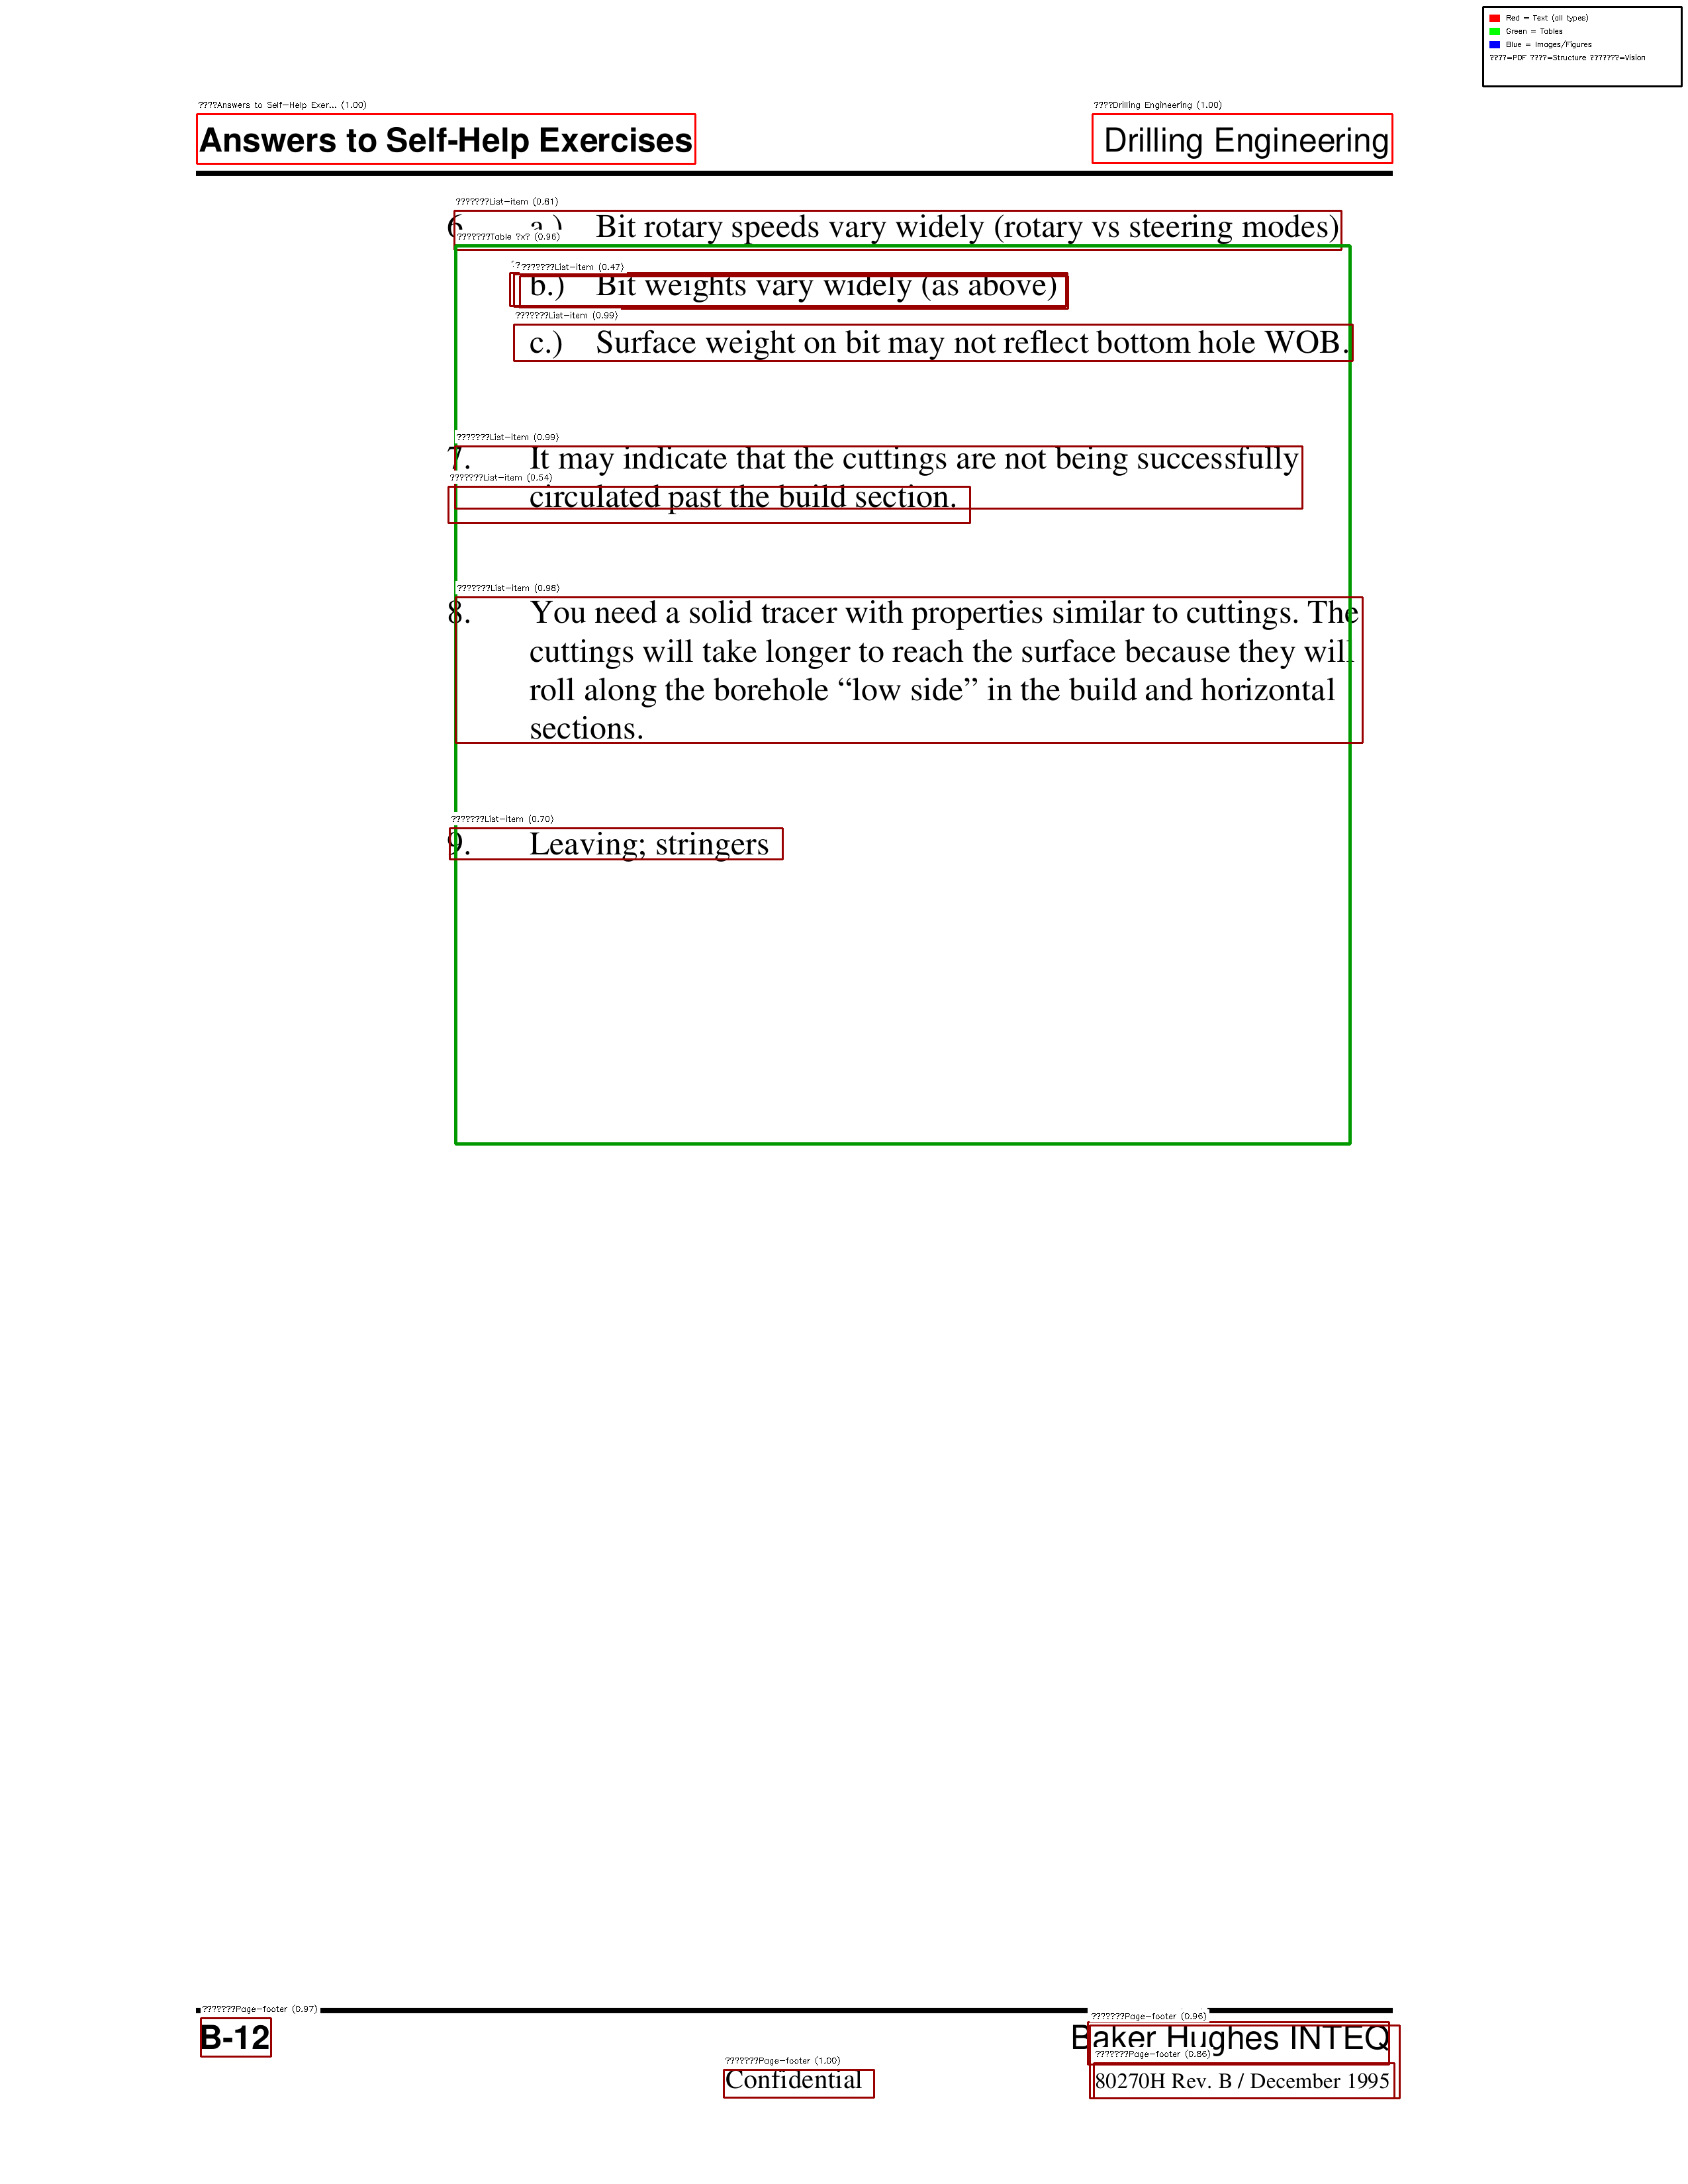 Red = Text (all types)
Green = Tables
Blue = Images/Figures
????=PDF ????=Structure ???????=Vision
????Answers to Self-Help Exer... (1.00)
????Drilling Engineering (1.00)
Answers to Self-Help Exercises
Drilling Engineering
???????List-item (0.81)
6 a.) Bit rotary speeds vary widely (rotary vs steering modes)
???????Table ?x? (0.96)
???????List-item (0.47)
b.) Bit weights vary widely (as above)
???????List-item (0.99)
c.) Surface weight on bit may not reflect bottom hole WOB.
???????List-item (0.99)
7. It may indicate that the cuttings are not being successfully
???????List-item (0.54)
circulated past the build section.
???????List-item (0.98)
8. You need a solid tracer with properties similar to cuttings. The
cuttings will take longer to reach the surface because they will
roll along the borehole “low side” in the build and horizontal
sections.
???????List-item (0.70)
9. Leaving; stringers
???????Page-footer (0.97)
???????Page-footer (0.96)
B-12
Baker Hughes INTEQ
???????Page-footer (0.86)
???????Page-footer (1.00)
Confidential
80270H Rev. B / December 1995